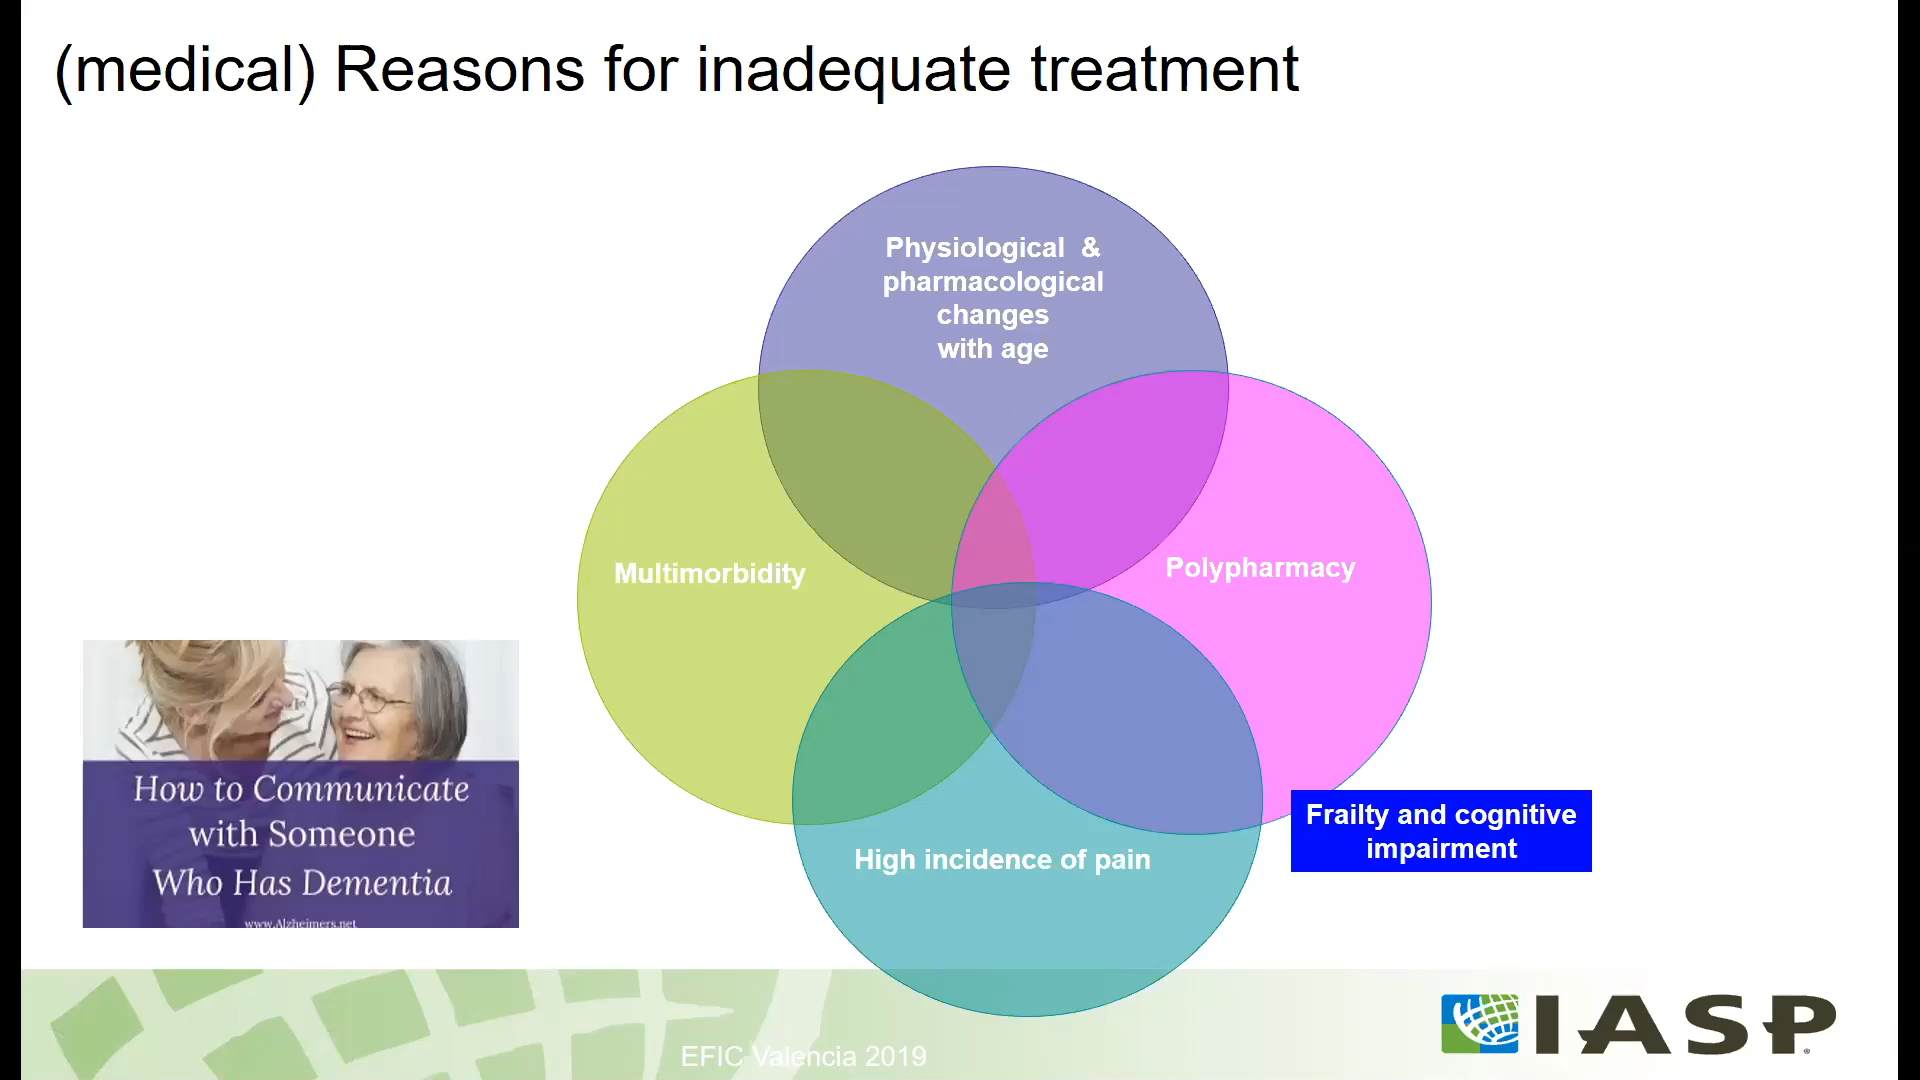 (medical) Reasons for inadequate treatment
Physiological & 
pharmacological
changes
with age
Multimorbidity
Polypharmacy
High incidence of pain
Frailty and cognitive
impairment
How to Communicate
with Someone
Who Has Dementia
www.Alzheimers.net
EFIC Valencia 2019
IASP